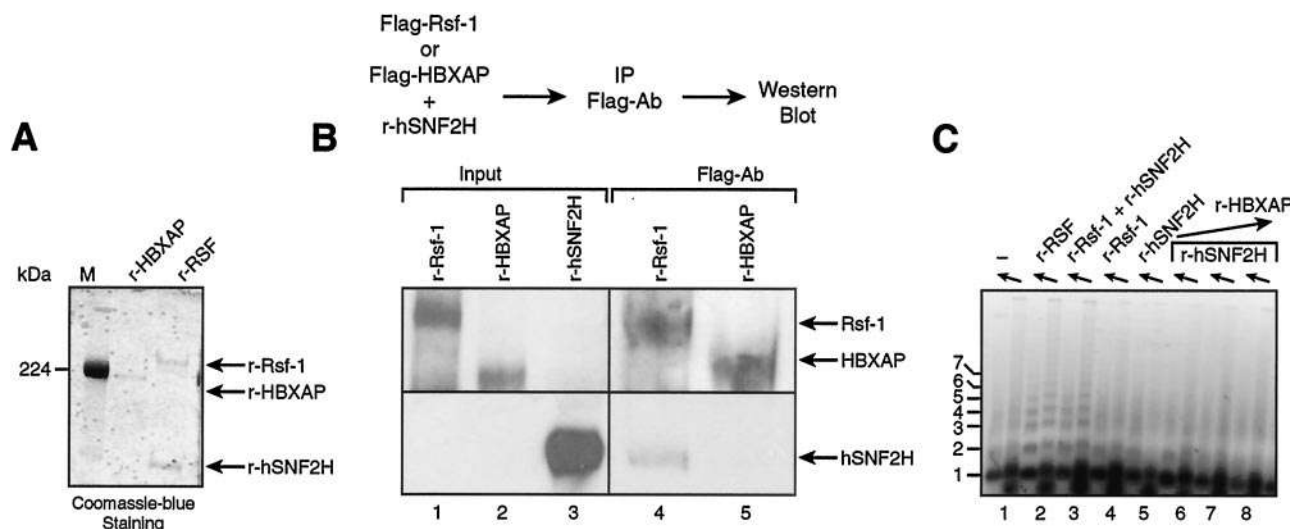 Flag-Rsf-1
or
Flag-HBXAP
+
r-hSNF2H
IP
Flag-Ab
Western
Blot
A
kDa
M
r-HBXAP
r-RSF
224
r-Rsf-1
r-HBXAP
r-hSNF2H
Coomassie-blue
Staining
B
Input
Flag-Ab
r-Rsf-1
r-HBXAP
r-hSNF2H
r-Rsf-1
r-HBXAP
Rsf-1
HBXAP
hSNF2H
1 2 3 4 5
C
–
r-RSF
r-Rsf-1 + r-hSNF2H
r-Rsf-1
r-hSNF2H
r-HBXAP
r-hSNF2H
7
6
5
4
3
2
1
1 2 3 4 5 6 7 8